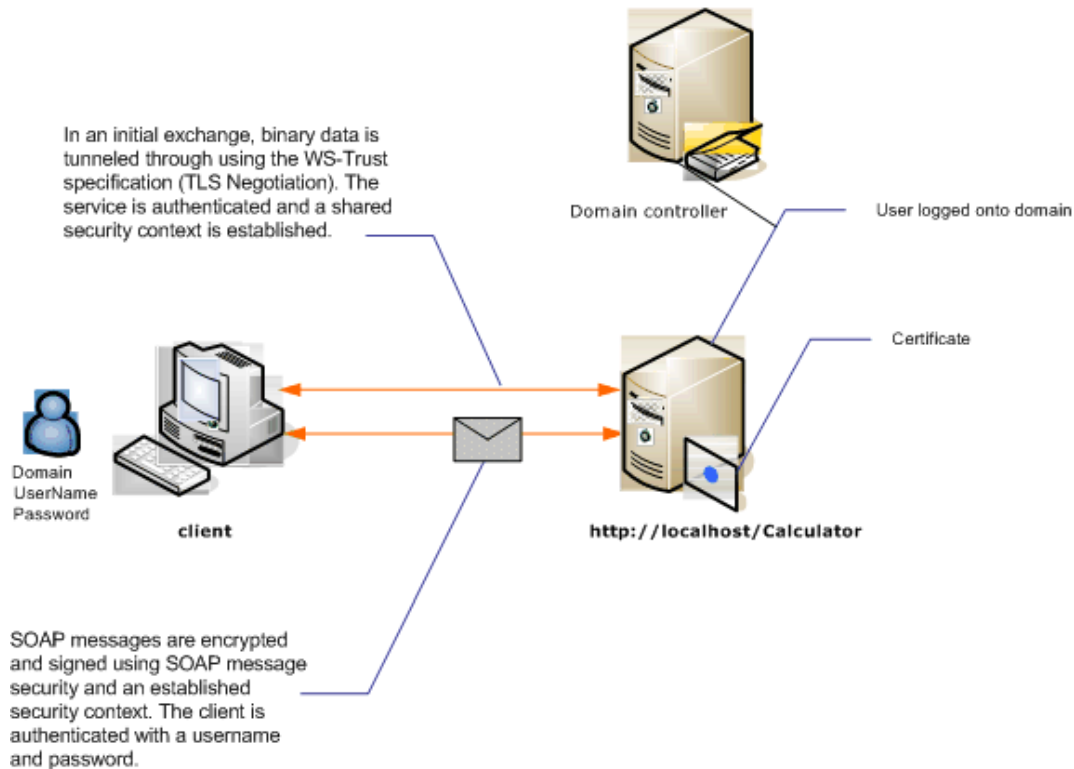 In an initial exchange, binary data is
tunneled through using the WS-Trust
specification (TLS Negotiation). The
service is authenticated and a shared
security context is established.
Domain controller
User logged onto domain
Certificate
Domain
UserName
Password
client
http://localhost/Calculator
SOAP messages are encrypted
and signed using SOAP message
security and an established
security context. The client is
authenticated with a username
and password.